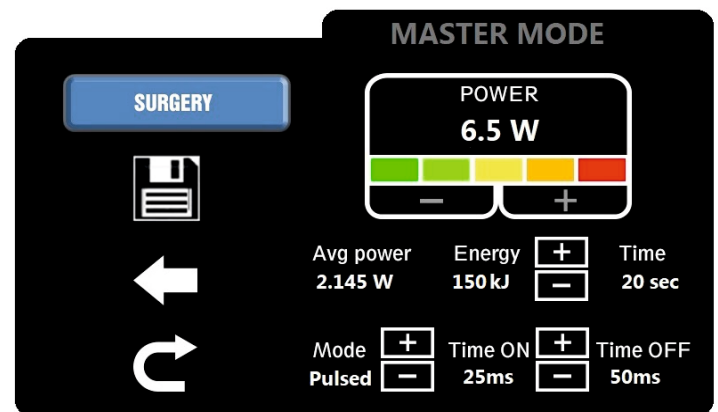 MASTER MODE
SURGERY
POWER
6.5 W
− +
Avg power Energy + Time
2.145 W 150 kJ − 20 sec
Mode + Time ON + Time OFF
Pulsed − 25ms − 50ms